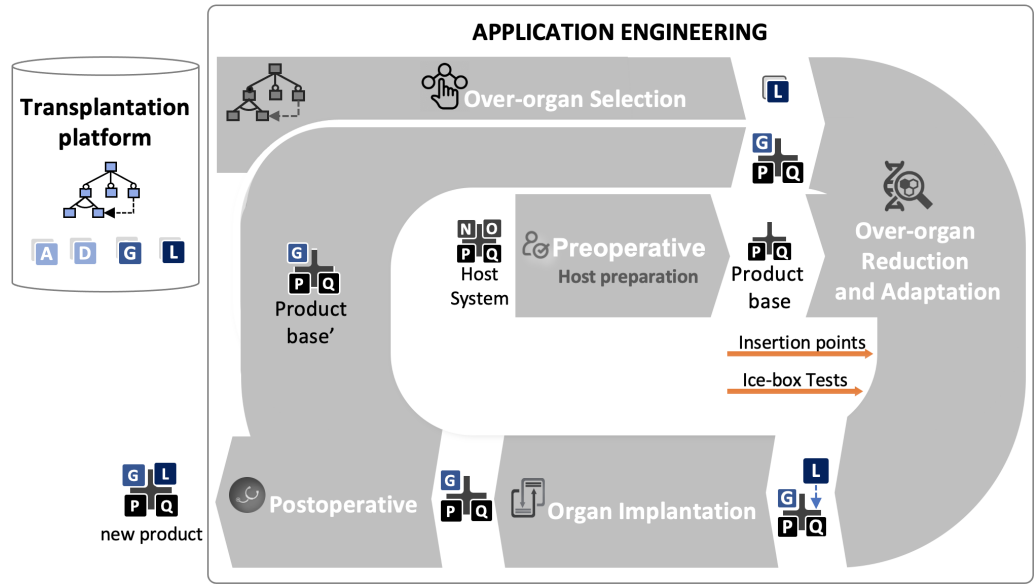 APPLICATION ENGINEERING
Transplantation
platform
A D G L
Over-organ Selection
L
G
P Q
N O
P Q
Host
System
Preoperative
Host preparation
P Q
Product
base
Over-organ
Reduction
and Adaptation
G
P Q
Product
base’
Insertion points
Ice-box Tests
L
G
P Q
Organ Implantation
G
P Q
Postoperative
G L
P Q
new product